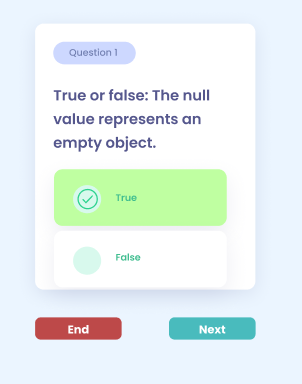 Question 1
True or false: The null
value represents an
empty object.
True
False
End
Next